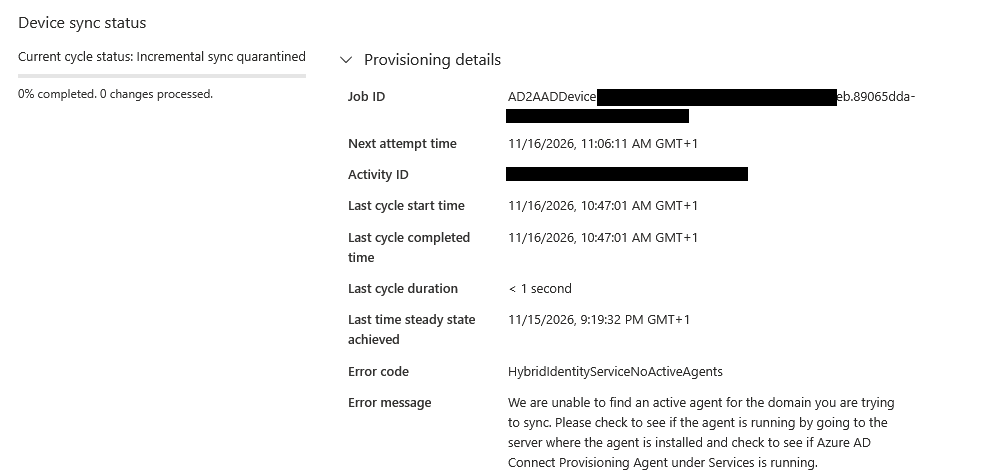 Device sync status
Current cycle status: Incremental sync quarantined
0% completed. 0 changes processed.
Provisioning details
Job ID AD2AADDevice eb.89065dda-
Next attempt time 11/16/2026, 11:06:11 AM GMT+1
Activity ID
Last cycle start time 11/16/2026, 10:47:01 AM GMT+1
Last cycle completed 11/16/2026, 10:47:01 AM GMT+1
time
Last cycle duration < 1 second
Last time steady state 11/15/2026, 9:19:32 PM GMT+1
achieved
Error code HybridIdentityServiceNoActiveAgents
Error message We are unable to find an active agent for the domain you are trying
to sync. Please check to see if the agent is running by going to the
server where the agent is installed and check to see if Azure AD
Connect Provisioning Agent under Services is running.